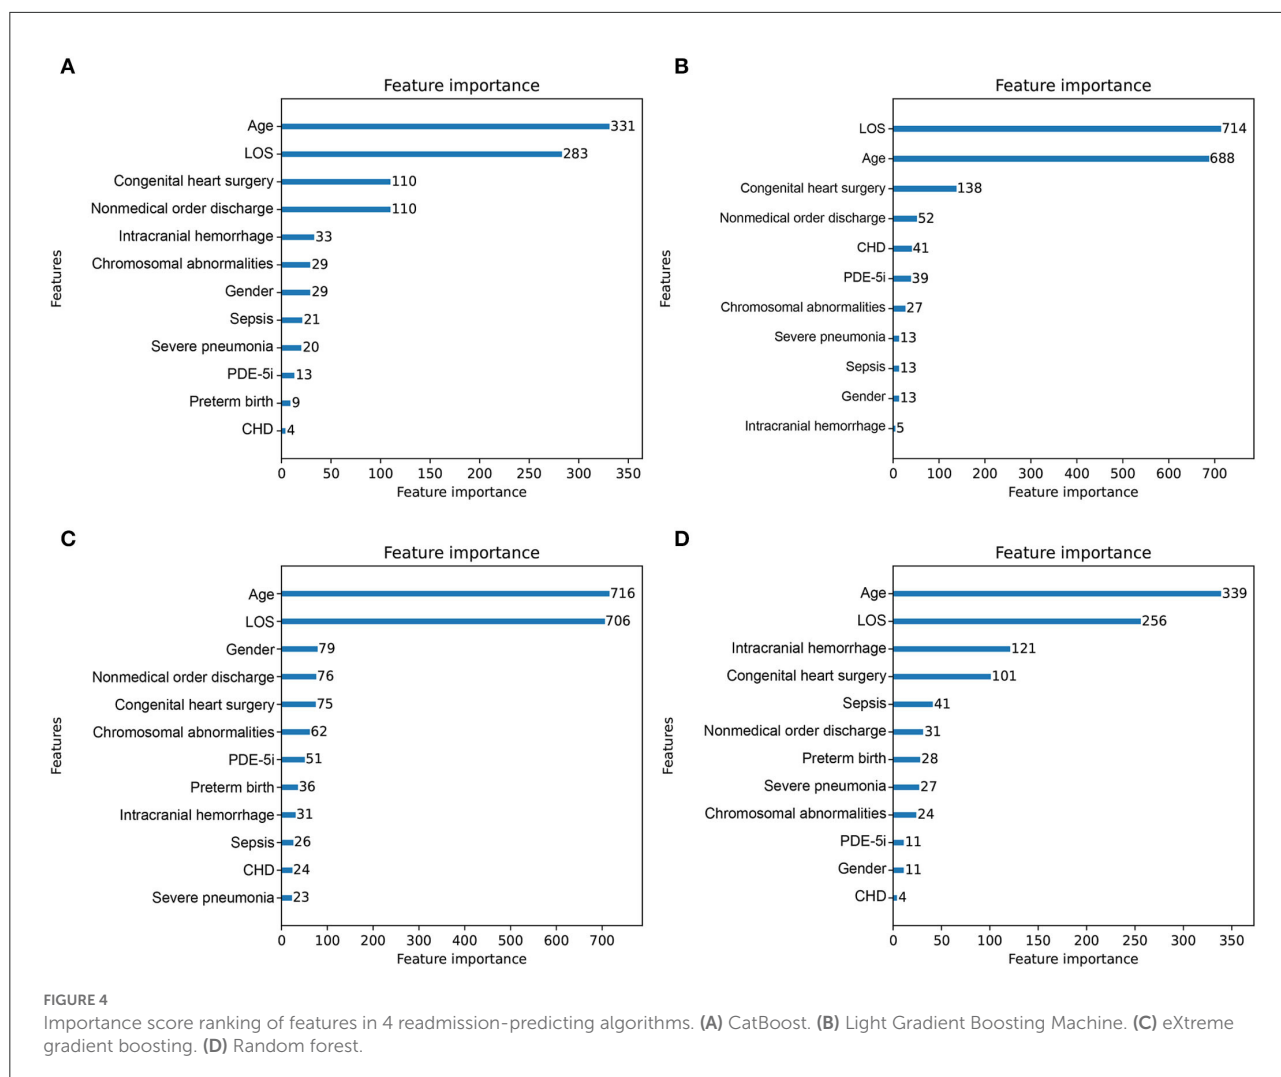 A
Feature importance
Age 331
LOS 283
Congenital heart surgery 110
Nonmedical order discharge 110
Intracranial hemorrhage 33
Chromosomal abnormalities 29
Gender 29
Sepsis 21
Severe pneumonia 20
PDE-5i 13
Preterm birth 9
CHD 4
Features
0 50 100 150 200 250 300 350
Feature importance
B
Feature importance
LOS 714
Age 688
Congenital heart surgery 138
Nonmedical order discharge 52
CHD 41
PDE-5i 39
Chromosomal abnormalities 27
Severe pneumonia 13
Sepsis 13
Gender 13
Intracranial hemorrhage 5
Features
0 100 200 300 400 500 600 700
Feature importance
C
Feature importance
Age 716
LOS 706
Gender 79
Nonmedical order discharge 76
Congenital heart surgery 75
Chromosomal abnormalities 62
PDE-5i 51
Preterm birth 36
Intracranial hemorrhage 31
Sepsis 26
CHD 24
Severe pneumonia 23
Features
0 100 200 300 400 500 600 700
Feature importance
D
Feature importance
Age 339
LOS 256
Intracranial hemorrhage 121
Congenital heart surgery 101
Sepsis 41
Nonmedical order discharge 31
Preterm birth 28
Severe pneumonia 27
Chromosomal abnormalities 24
PDE-5i 11
Gender 11
CHD 4
Features
0 50 100 150 200 250 300 350
Feature importance
FIGURE 4
Importance score ranking of features in 4 readmission-predicting algorithms. (A) CatBoost. (B) Light Gradient Boosting Machine. (C) eXtreme
gradient boosting. (D) Random forest.